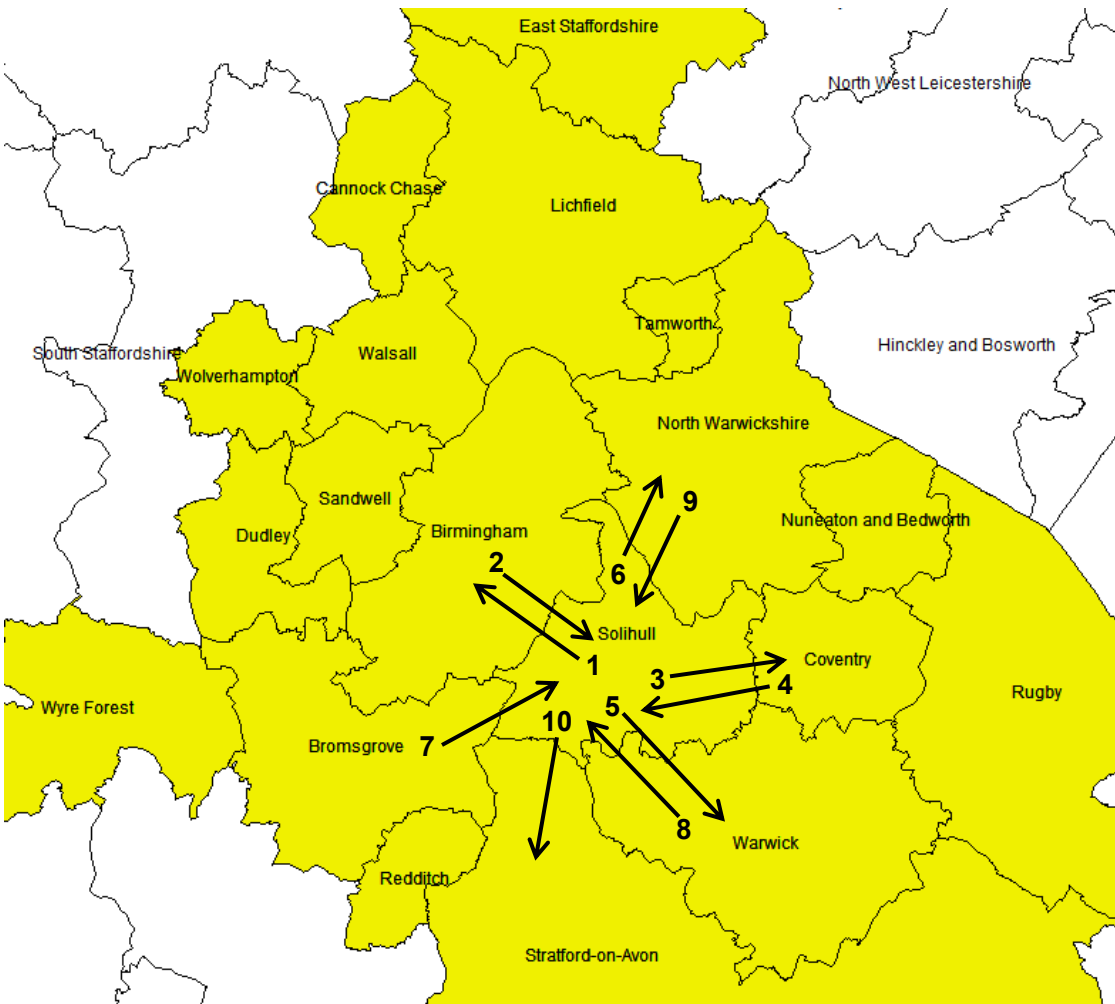 East Staffordshire
North West Leicestershire
Cannock Chase
Lichfield
Tamworth
South Staffordshire
Walsall
Hinckley and Bosworth
Wolverhampton
North Warwickshire
Sandwell
9
Nuneaton and Bedworth
Dudley
Birmingham
2
6
Solihull
1
Coventry
3
4
Rugby
Wyre Forest
5
10
Bromsgrove
7
8
Warwick
Redditch
Stratford-on-Avon